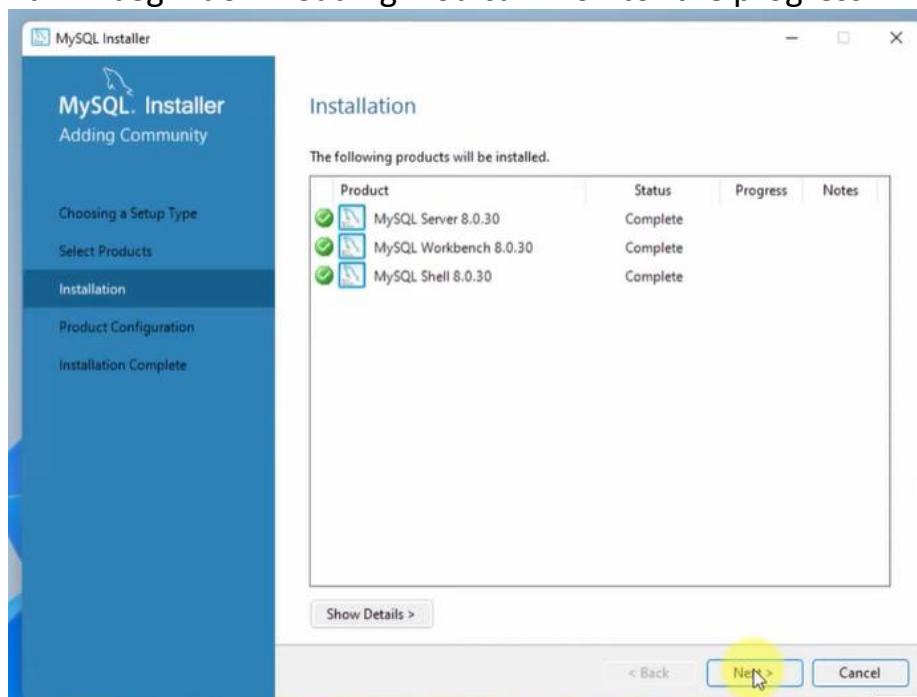 MySQL Installer
MySQL. Installer
Adding Community
Choosing a Setup Type
Select Products
Installation
Product Configuration
Installation Complete
Installation
The following products will be installed.
Product Status Progress Notes
MySQL Server 8.0.30 Complete
MySQL Workbench 8.0.30 Complete
MySQL Shell 8.0.30 Complete
Show Details >
< Back Next > Cancel